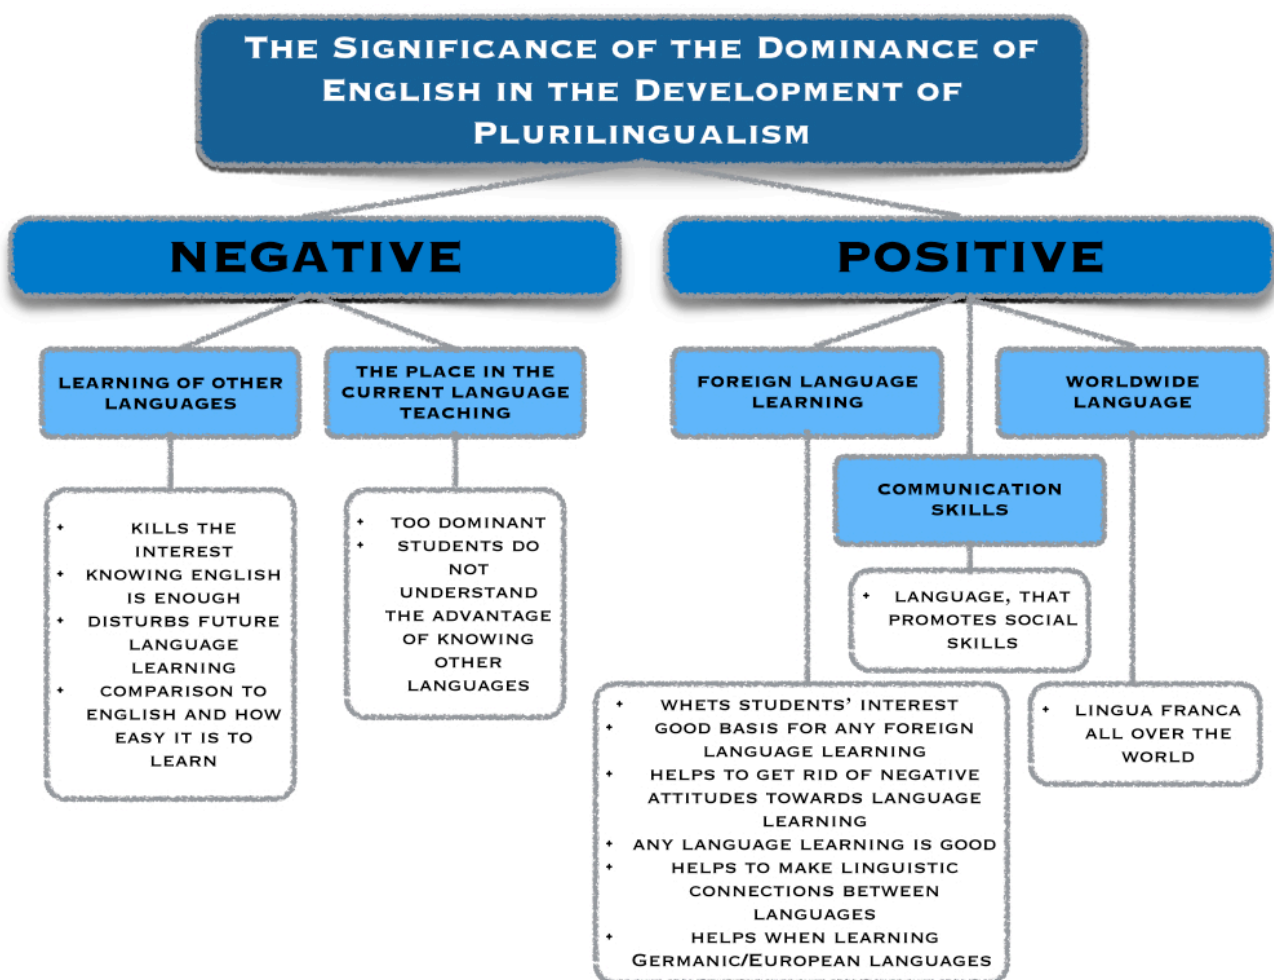 The Significance of the Dominance of
English in the Development of
Plurilingualism
NEGATIVE
POSITIVE
LEARNING OF OTHER
LANGUAGES
THE PLACE IN THE
CURRENT LANGUAGE
TEACHING
FOREIGN LANGUAGE
LEARNING
WORLDWIDE
LANGUAGE
COMMUNICATION
SKILLS
+ KILLS THE
INTEREST
+ KNOWING ENGLISH
IS ENOUGH
+ DISTURBS FUTURE
LANGUAGE
LEARNING
+ COMPARISON TO
ENGLISH AND HOW
EASY IT IS TO
LEARN
+ TOO DOMINANT
+ STUDENTS DO
NOT
UNDERSTAND
THE ADVANTAGE
OF KNOWING
OTHER
LANGUAGES
+ LANGUAGE, THAT
PROMOTES SOCIAL
SKILLS
+ WHETS STUDENTS' INTEREST
+ GOOD BASIS FOR ANY FOREIGN
LANGUAGE LEARNING
+ HELPS TO GET RID OF NEGATIVE
ATTITUDES TOWARDS LANGUAGE
LEARNING
+ ANY LANGUAGE LEARNING IS GOOD
+ HELPS TO MAKE LINGUISTIC
CONNECTIONS BETWEEN
LANGUAGES
+ HELPS WHEN LEARNING
GERMANIC/EUROPEAN LANGUAGES
+ LINGUA FRANCA
ALL OVER THE
WORLD